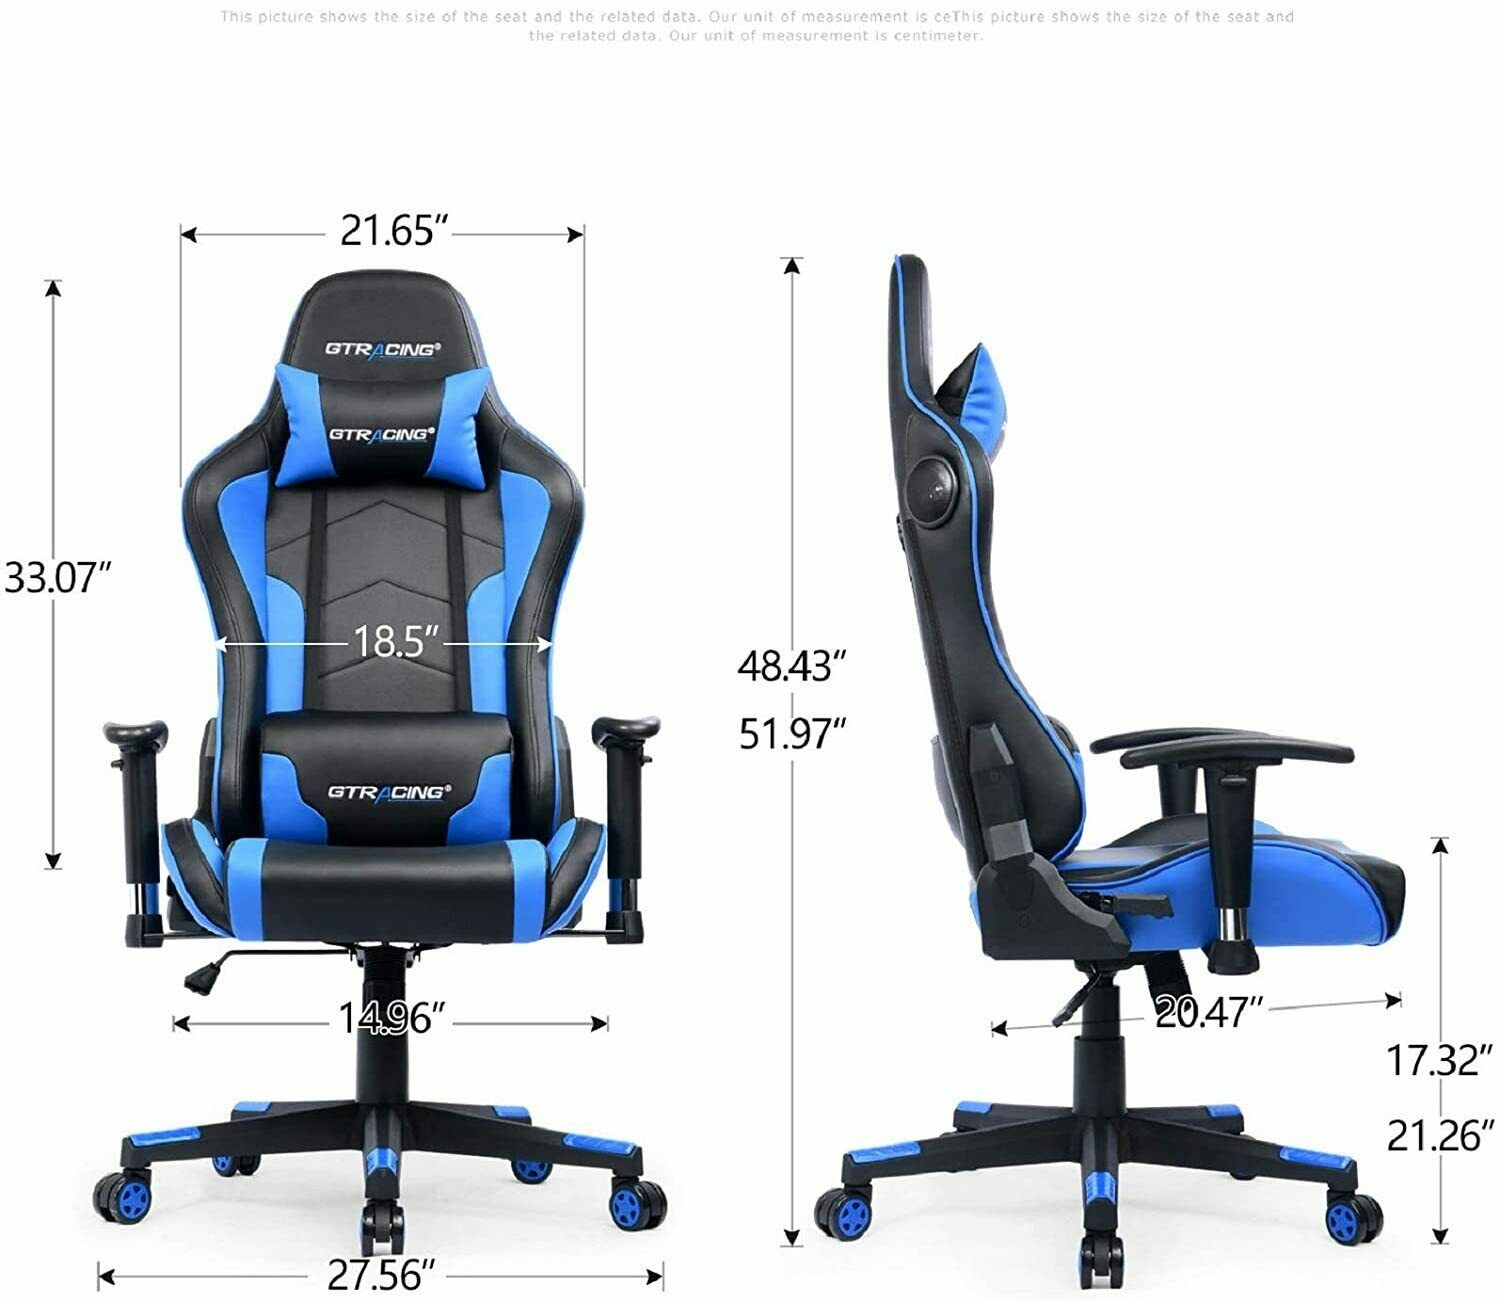 This picture shows the size of the seat and the related data. Our unit of measurement is ceThis picture shows the size of the seat and
the related data. Our unit of measurement is centimeter.
21.65″
GTRACING®
GTRACING®
33.07″
18.5″
48.43″
51.97″
GTRACING®
14.96″
20.47″
17.32″
21.26″
27.56″